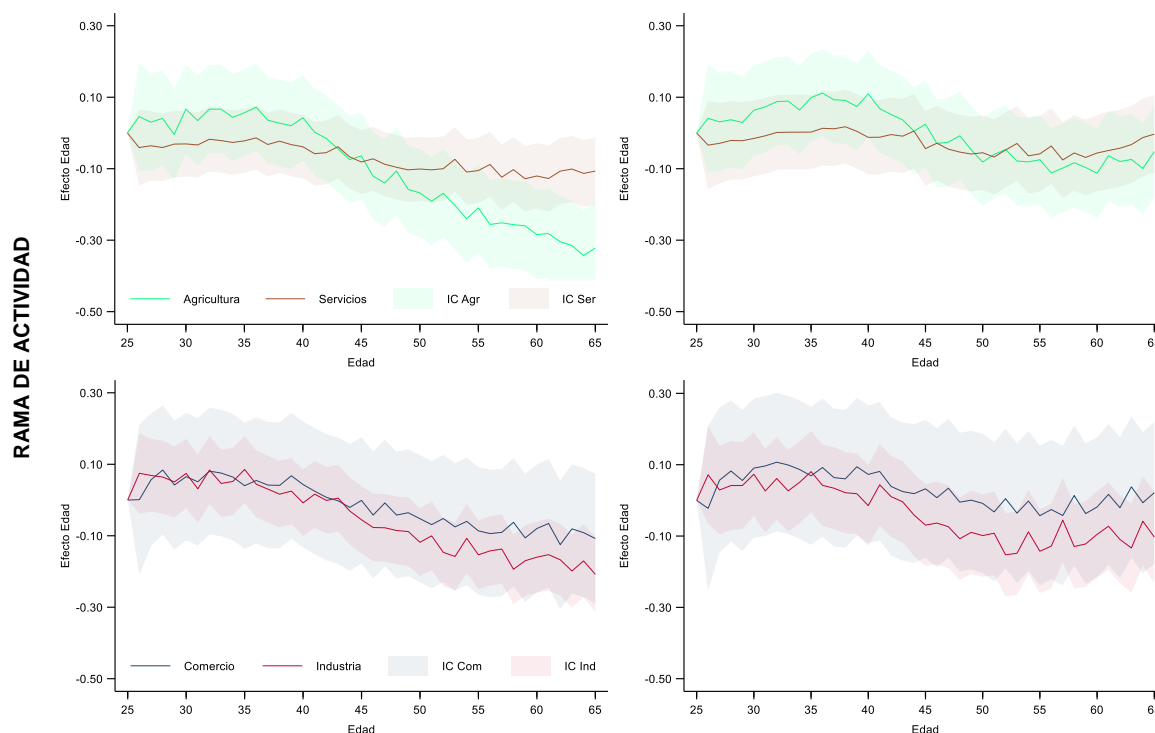 RAMA DE ACTIVIDAD
0.30
0.10
-0.10
-0.30
-0.50
Efecto Edad
Agricultura Servicios IC Agr IC Ser
25 30 35 40 45 50 55 60 65
Edad
0.30
0.10
-0.10
-0.30
-0.50
Efecto Edad
25 30 35 40 45 50 55 60 6
Edad
0.30
0.10
-0.10
-0.30
-0.50
Efecto Edad
Comercio Industria IC Com IC Ind
25 30 35 40 45 50 55 60 65
Edad
0.30
0.10
-0.10
-0.30
-0.50
Efecto Edad
25 30 35 40 45 50 55 60 6
Edad